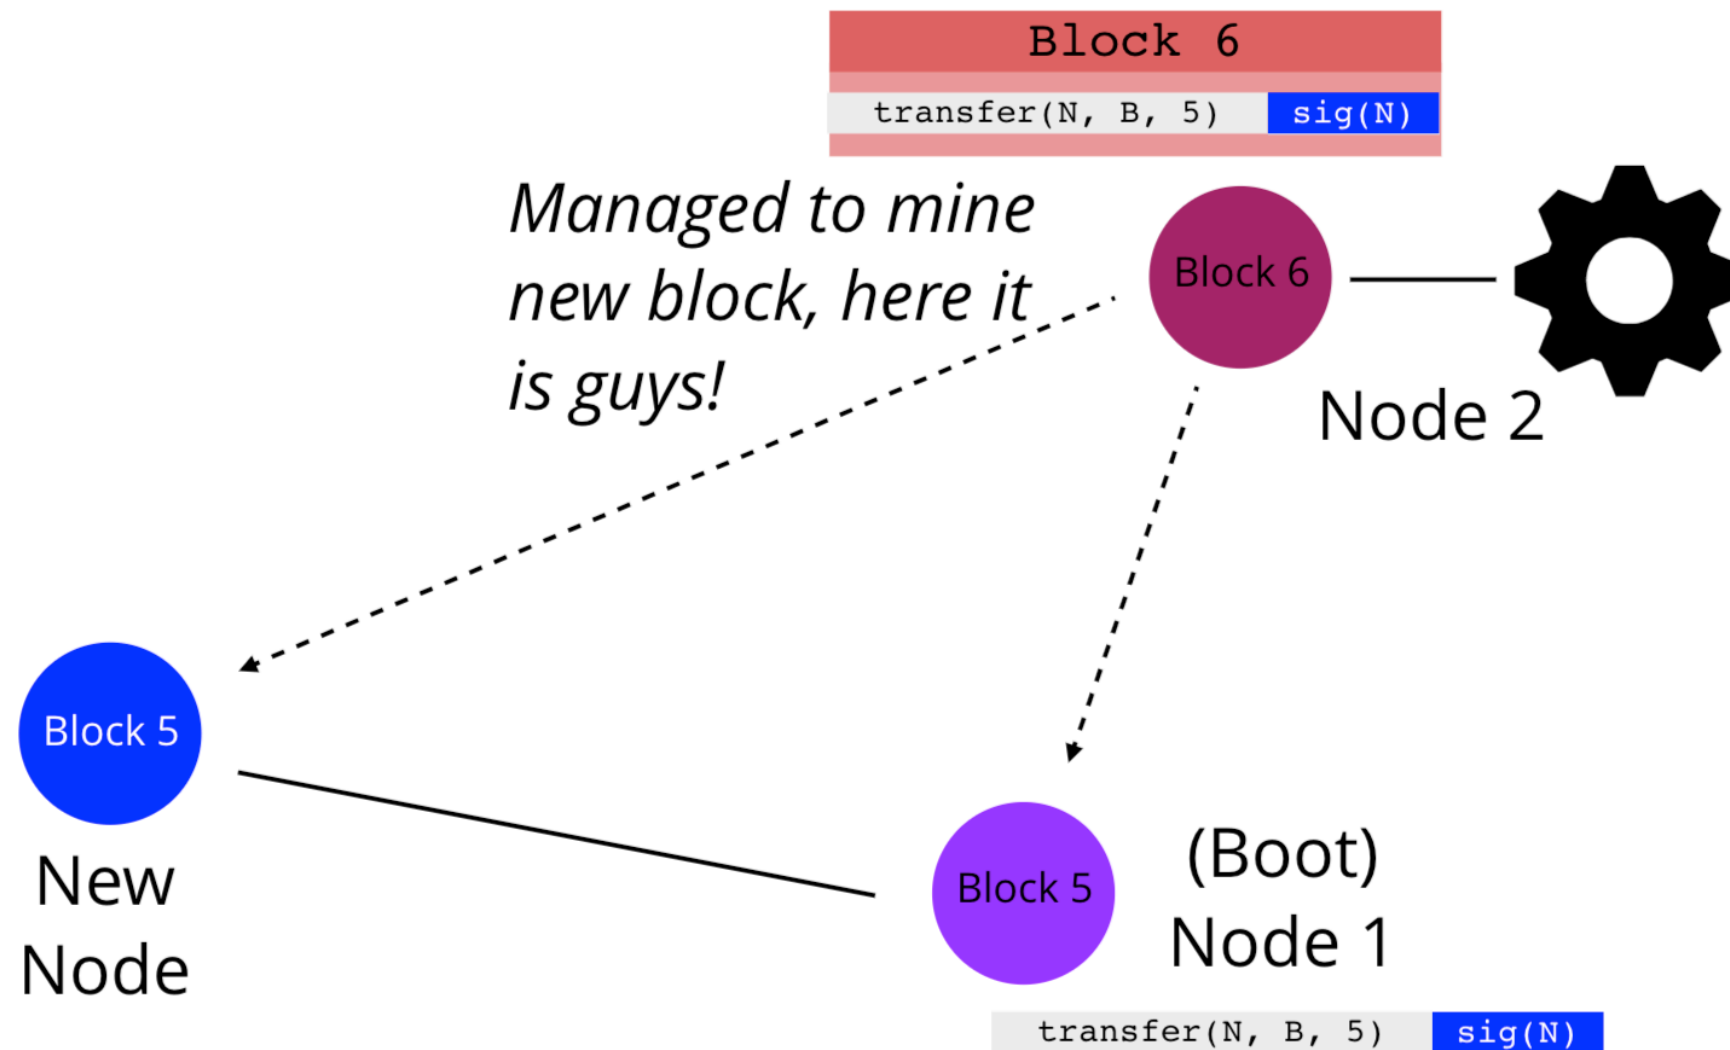 Block 6
transfer(N, B, 5) sig(N)
Managed to mine
new block, here it
is guys!
Block 6
Node 2
Block 5
New
Node
Block 5
(Boot)
Node 1
transfer(N, B, 5) sig(N)